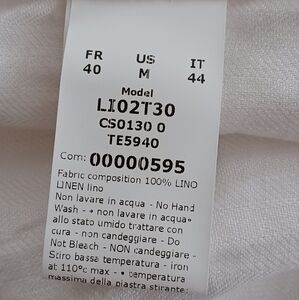 FR US IT
40 M 44
Model
LI02T30
CS0130 0
TE5940
Com: 00000595
Fabric composition 100% LINO
LINEN lino
Non lavare in acqua - No Hand
Wash - • non lavare in acqua•
allo stato umido trattare con
cura - non candeggiare - Do
Not Bleach - NON candeggiare -
Stiro bassa temperatura - iron
at 110°c max - • temperatura
massima della piastra stirante: